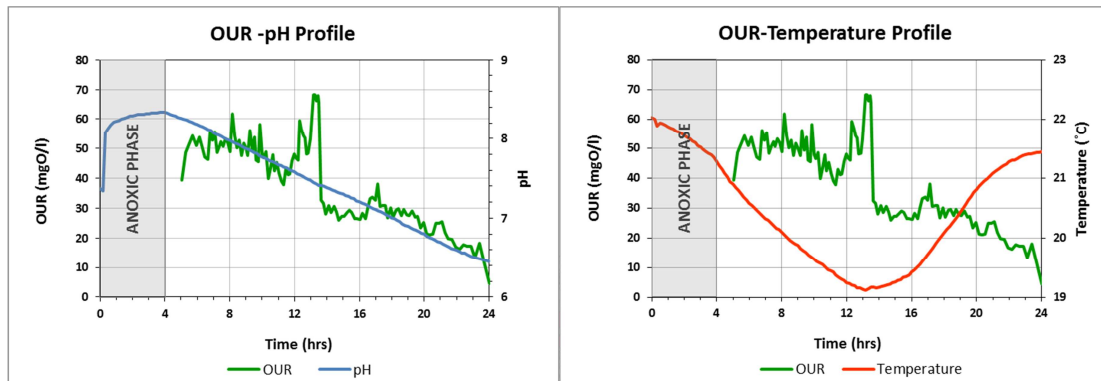 OUR -pH Profile
80
70
60
50
40
30
20
10
0
OUR (mgO/l)
ANOXIC PHASE
9
8
7
6
pH
0 4 8 12 16 20 24
Time (hrs)
OUR pH
OUR-Temperature Profile
80
70
60
50
40
30
20
10
0
OUR (mgO/l)
ANOXIC PHASE
23
22
21
20
19
Temperature (°C)
0 4 8 12 16 20 24
Time (hrs)
OUR Temperature